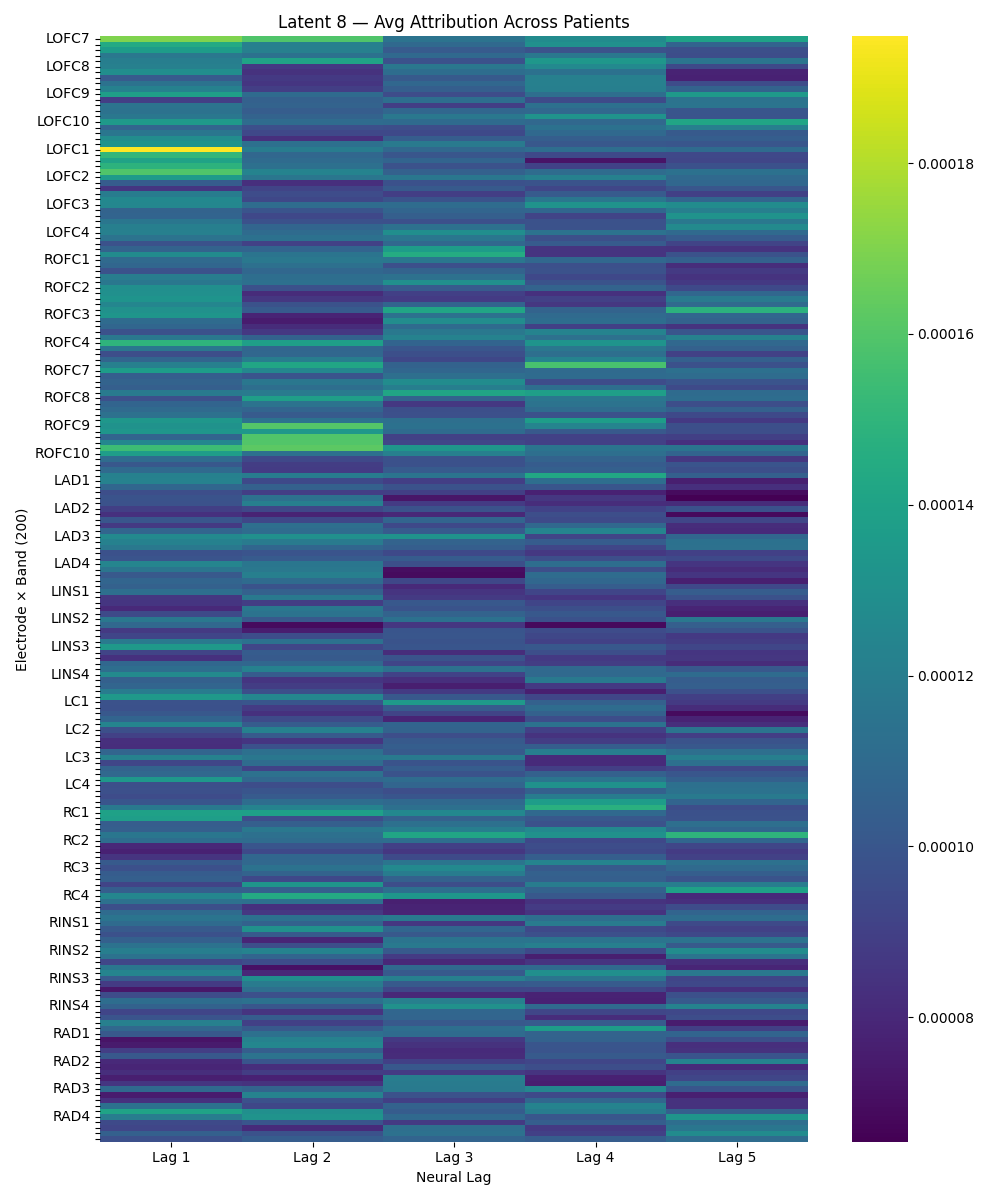 Latent 8 — Avg Attribution Across Patients
LOFC7
LOFC8
LOFC9
LOFC10
LOFC1
LOFC2
LOFC3
LOFC4
ROFC1
ROFC2
ROFC3
ROFC4
ROFC7
ROFC8
ROFC9
ROFC10
LAD1
LAD2
LAD3
LAD4
LINS1
LINS2
LINS3
LINS4
LC1
LC2
LC3
LC4
RC1
RC2
RC3
RC4
RINS1
RINS2
RINS3
RINS4
RAD1
RAD2
RAD3
RAD4
Electrode × Band (200)
Lag 1 Lag 2 Lag 3 Lag 4 Lag 5
Neural Lag
0.00018
0.00016
0.00014
0.00012
0.00010
0.00008